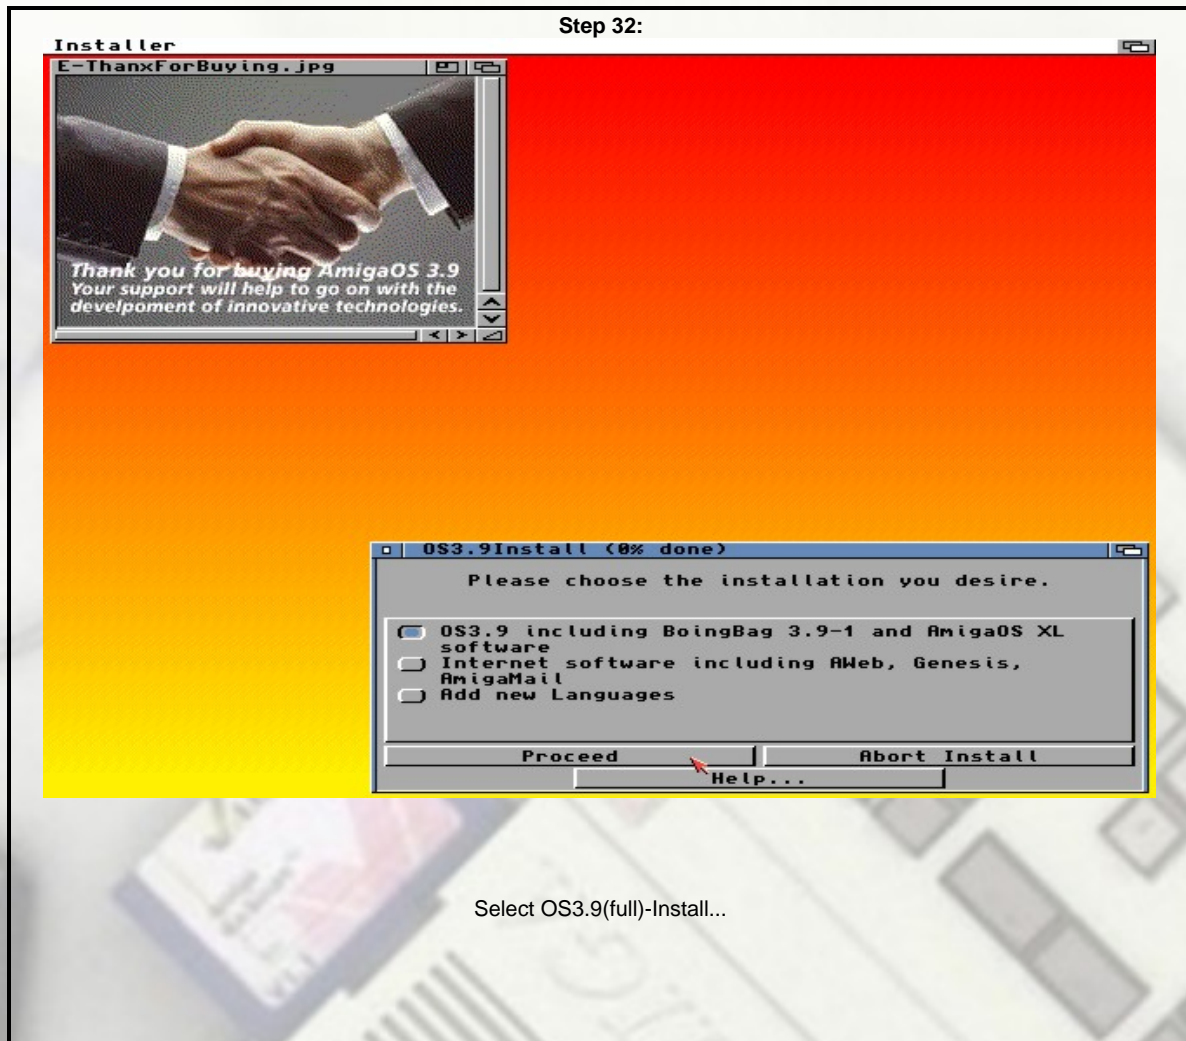 Step 32:
Installer
E-ThanxForBuying.jpg
Thank you for buying AmigaOS 3.9
Your support will help to go on with the
develpoment of innovative technologies.
OS3.9Install (0% done)
Please choose the installation you desire.
OS3.9 including BoingBag 3.9-1 and AmigaOS XL
software
Internet software including AWeb, Genesis,
AmigaMail
Add new Languages
Proceed
Abort Install
Help...
Select OS3.9(full)-Install...